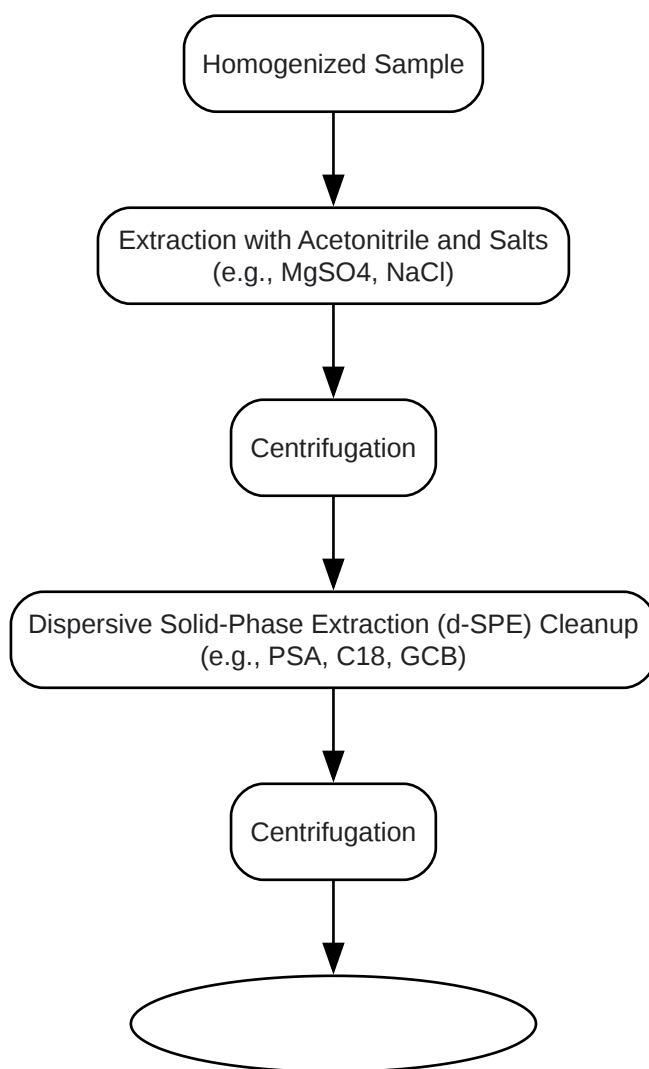 Homogenized Sample
Extraction with Acetonitrile and Salts
(e.g., MgSO4, NaCl)
Centrifugation
Dispersive Solid-Phase Extraction (d-SPE) Cleanup
(e.g., PSA, C18, GCB)
Centrifugation